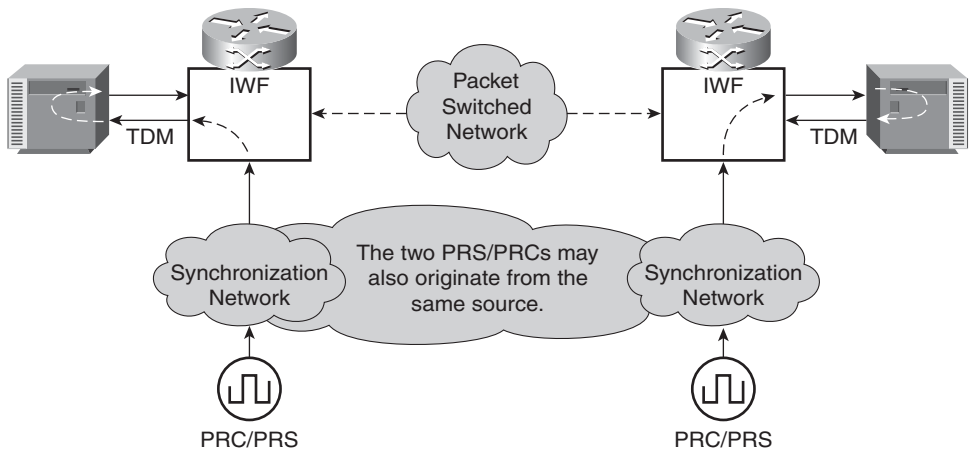 IWF
Packet
Switched
Network
IWF
TDM
TDM
Synchronization
Network
The two PRS/PRCs may
also originate from the
same source.
Synchronization
Network
PRC/PRS
PRC/PRS